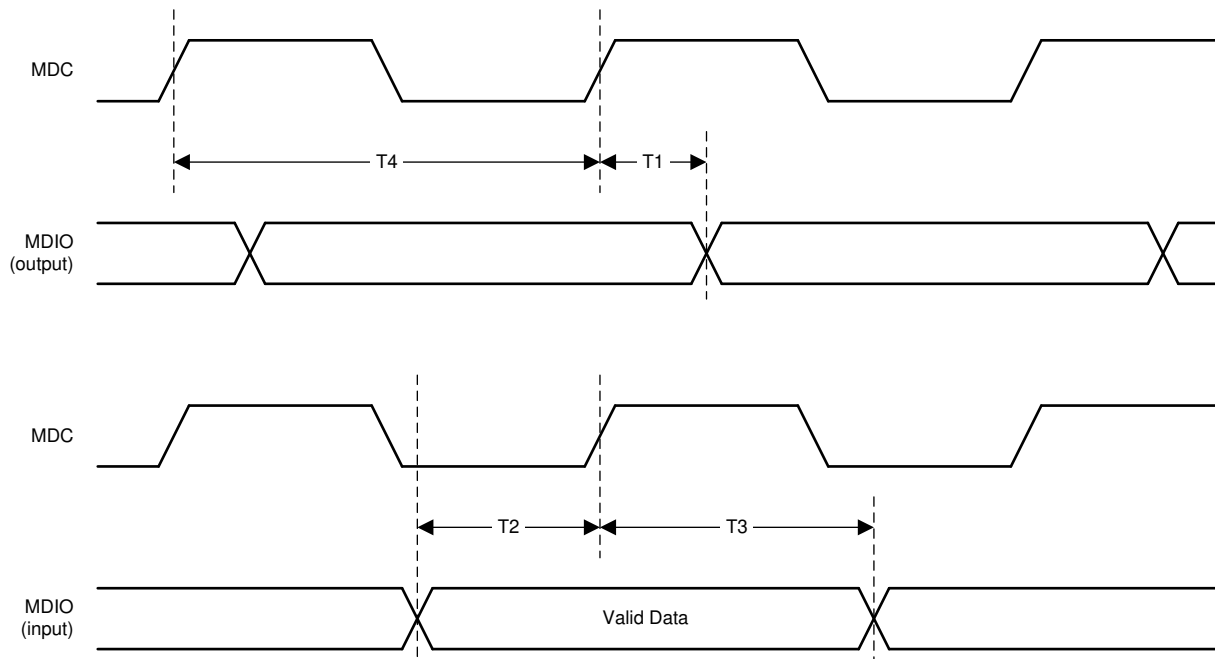 MDC
T4
T1
MDIO
(output)
MDC
T2
T3
MDIO
(input)
Valid Data